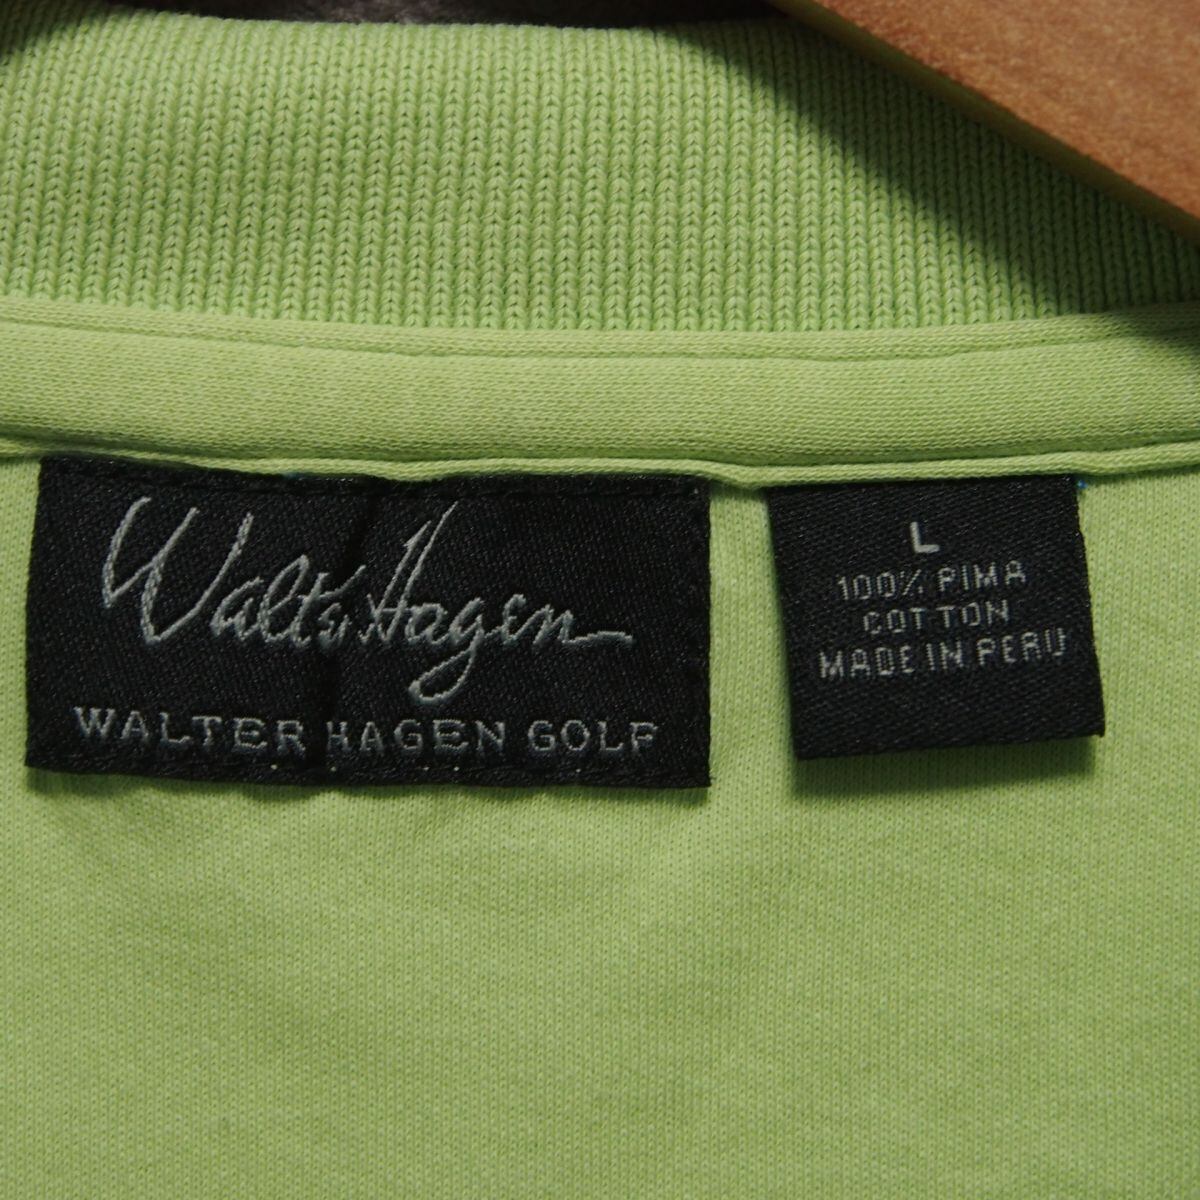 Walter Hagen
WALTER HAGEN GOLF
L
100% PIMA
COTTON
MADE IN PERU